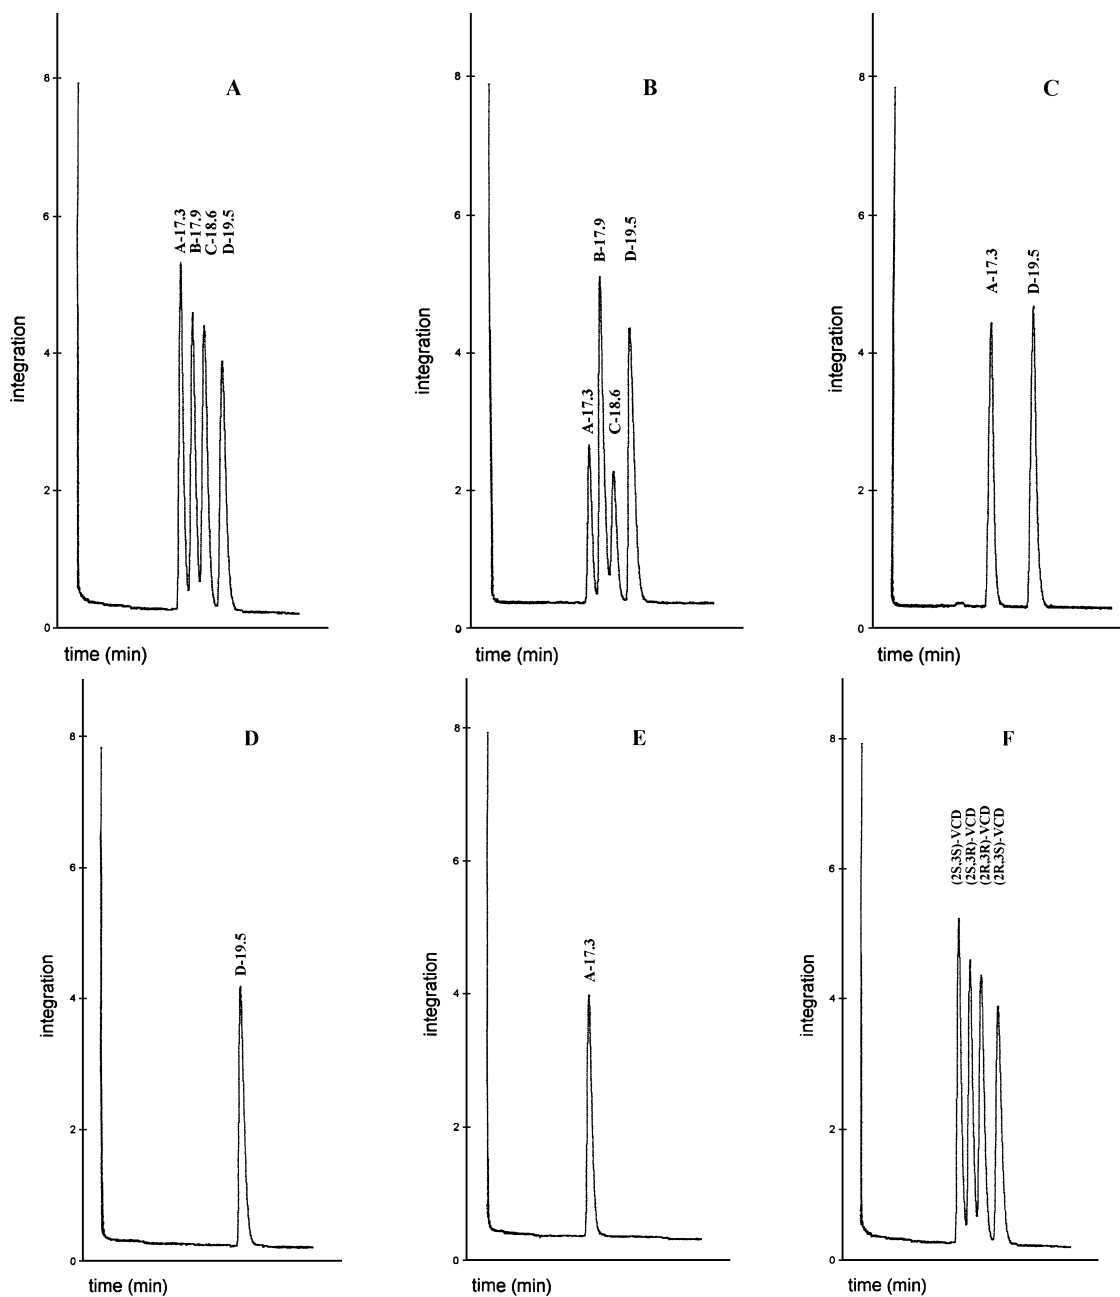 A
8
6
4
2
0
integration
A-17.3
B-17.9
C-18.6
D-19.5
time (min)
B
8
6
4
2
0
integration
A-17.3
B-17.9
C-18.6
D-19.5
time (min)
C
8
6
4
2
0
integration
A-17.3
D-19.5
time (min)
D
8
6
4
2
0
integration
D-19.5
time (min)
E
8
6
4
2
0
integration
A-17.3
time (min)
F
8
6
4
2
0
integration
(2S,3S)-VCD
(2S,3R)-VCD
(2R,3R)-VCD
(2R,3S)-VCD
time (min)